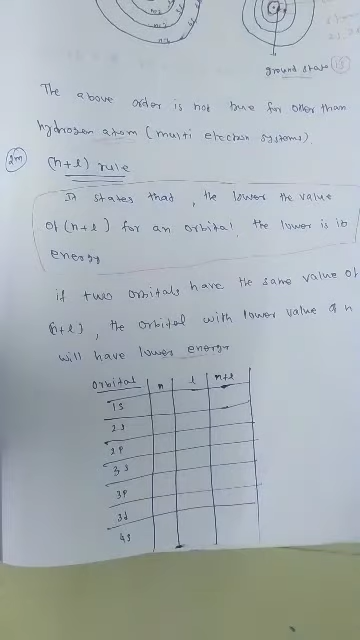 n=2
n=3
ground state
The above order is not true for other than
hydrogen atom (multi electron systems).
2m (n+l) rule
It states that, the lower the value
of (n+l) for an orbital, the lower is its
energy
if two orbitals have the same value of
(n+l), the orbital with lower value of n
will have lower energy
orbital n l n+l
1s
2s
2p
3s
3p
3d
4s